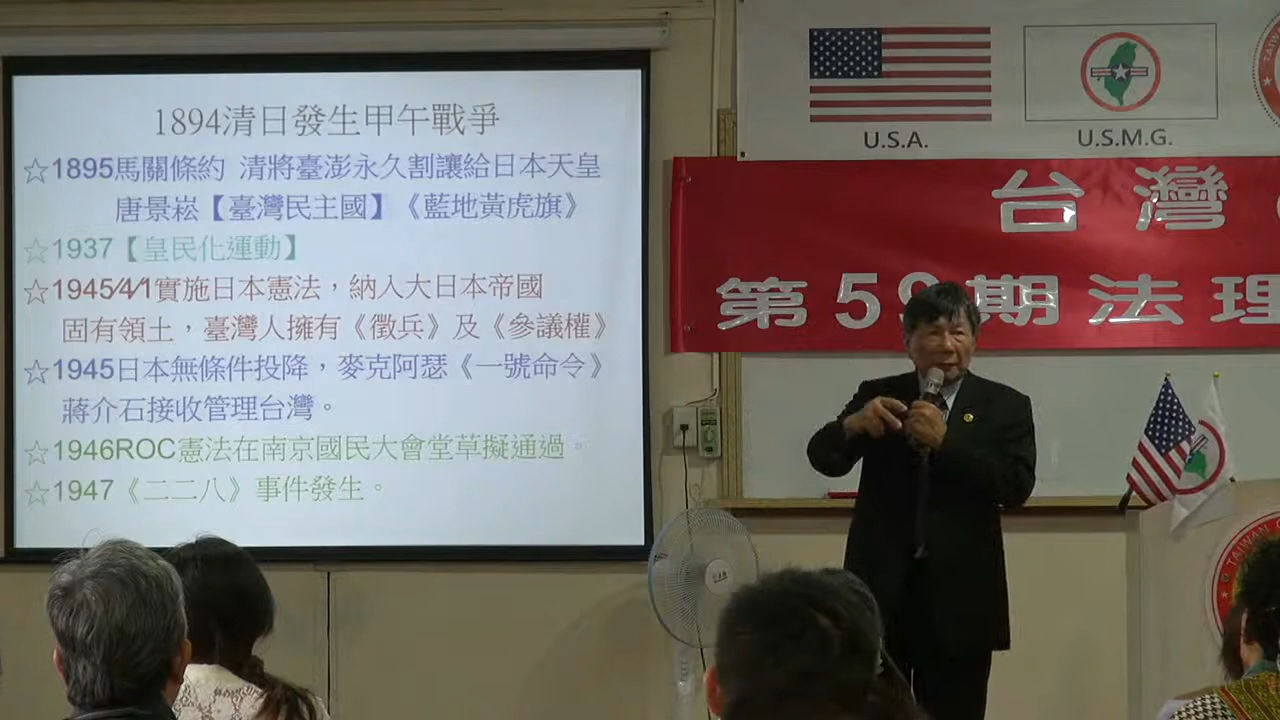 1894清日發生甲午戰爭
☆1895馬關條約 清將臺澎永久割讓給日本天皇
唐景崧【臺灣民主國】《藍地黃虎旗》
☆1937【皇民化運動】
☆1945/4/1實施日本憲法，納入大日本帝國
固有領土，臺灣人擁有《徵兵》及《參議權》
☆1945日本無條件投降，麥克阿瑟《一號命令》
蔣介石接收管理台灣。
☆1946ROC憲法在南京國民大會堂草擬通過。
☆1947《二二八》事件發生。
U.S.A.
U.S.M.G.
台灣
第59期法理
TAIWAN